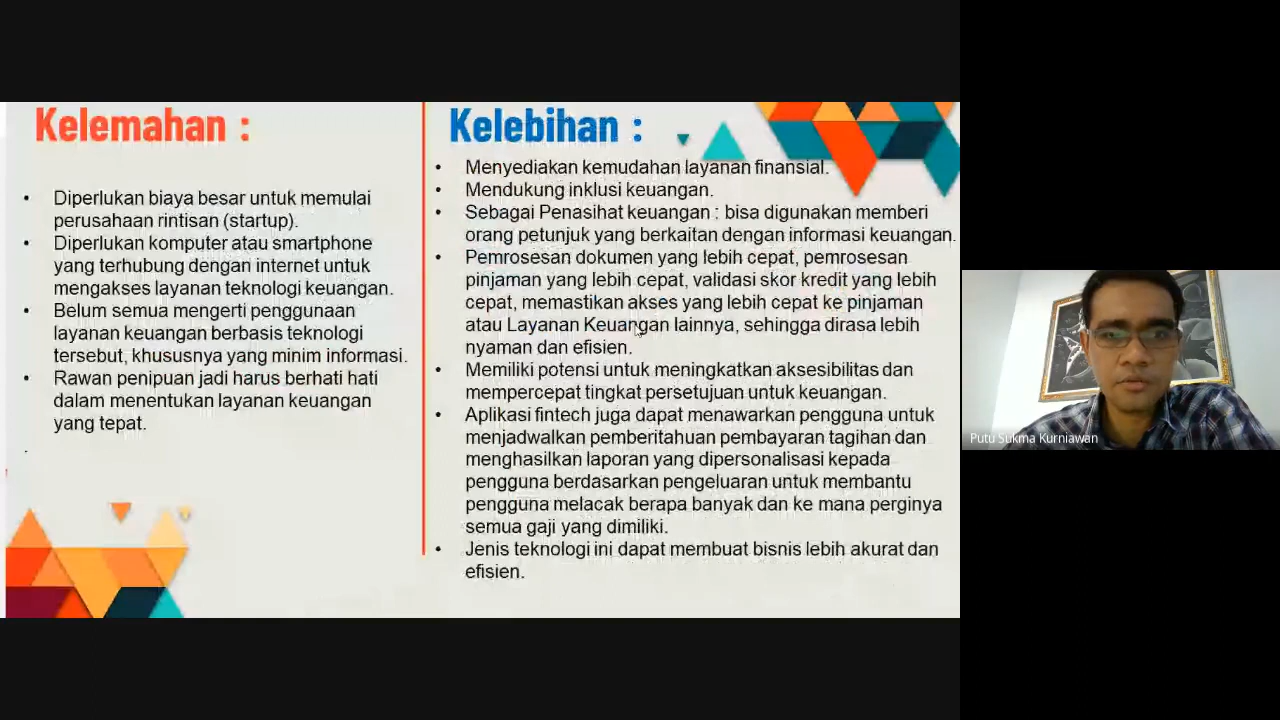 Kelemahan :
Diperlukan biaya besar untuk memulai
perusahaan rintisan (startup).
Diperlukan komputer atau smartphone
yang terhubung dengan internet untuk
mengakses layanan teknologi keuangan.
Belum semua mengerti penggunaan
layanan keuangan berbasis teknologi
tersebut, khususnya yang minim informasi.
Rawan penipuan jadi harus berhati hati
dalam menentukan layanan keuangan
yang tepat.
.
Kelebihan :
Menyediakan kemudahan layanan finansial.
Mendukung inklusi keuangan.
Sebagai Penasihat keuangan : bisa digunakan memberi
orang petunjuk yang berkaitan dengan informasi keuangan.
Pemrosesan dokumen yang lebih cepat, pemrosesan
pinjaman yang lebih cepat, validasi skor kredit yang lebih
cepat, memastikan akses yang lebih cepat ke pinjaman
atau Layanan Keuangan lainnya, sehingga dirasa lebih
nyaman dan efisien.
Memiliki potensi untuk meningkatkan aksesibilitas dan
mempercepat tingkat persetujuan untuk keuangan.
Aplikasi fintech juga dapat menawarkan pengguna untuk
menjadwalkan pemberitahuan pembayaran tagihan dan
menghasilkan laporan yang dipersonalisasi kepada
pengguna berdasarkan pengeluaran untuk membantu
pengguna melacak berapa banyak dan ke mana perginya
semua gaji yang dimiliki.
Jenis teknologi ini dapat membuat bisnis lebih akurat dan
efisien.
Putu Sukma Kurniawan